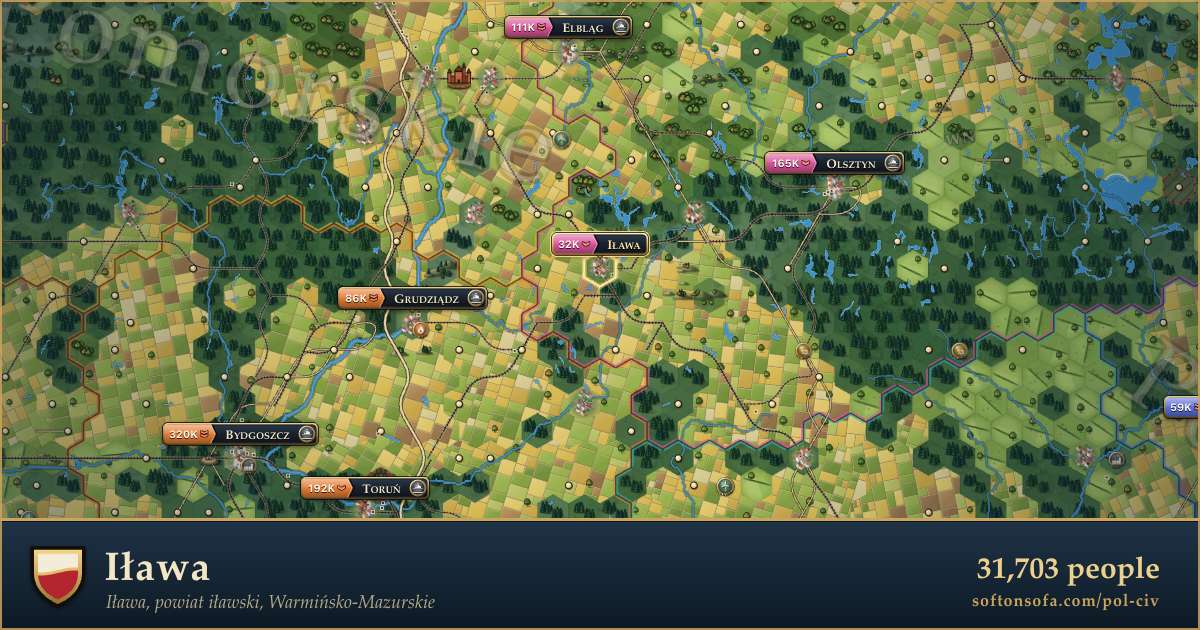 omorskie
111K ELBLĄG
165K OLSZTYN
32K IŁAWA
86K GRUDZIĄDZ
59K
320K BYDGOSZCZ
192K TORUŃ
Iława
Iława, powiat iławski, Warmińsko-Mazurskie
31,703 people
softonsofa.com/pol-civ